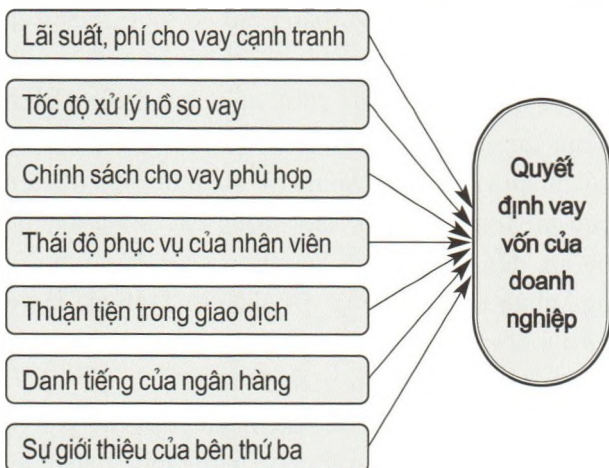 Lãi suất, phí cho vay cạnh tranh
Tốc độ xử lý hồ sơ vay
Chính sách cho vay phù hợp
Thái độ phục vụ của nhân viên
Thuận tiện trong giao dịch
Danh tiếng của ngân hàng
Sự giới thiệu của bên thứ ba
Quyết
định vay
vốn của
doanh
nghiệp